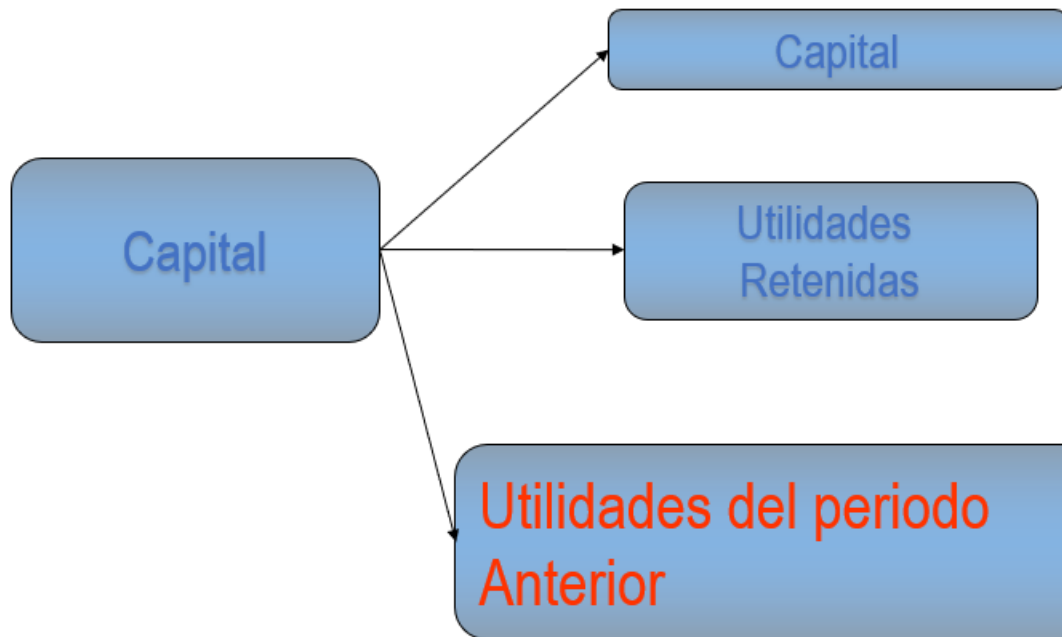 Capital
Capital
Utilidades
Retenidas
Utilidades del periodo
Anterior